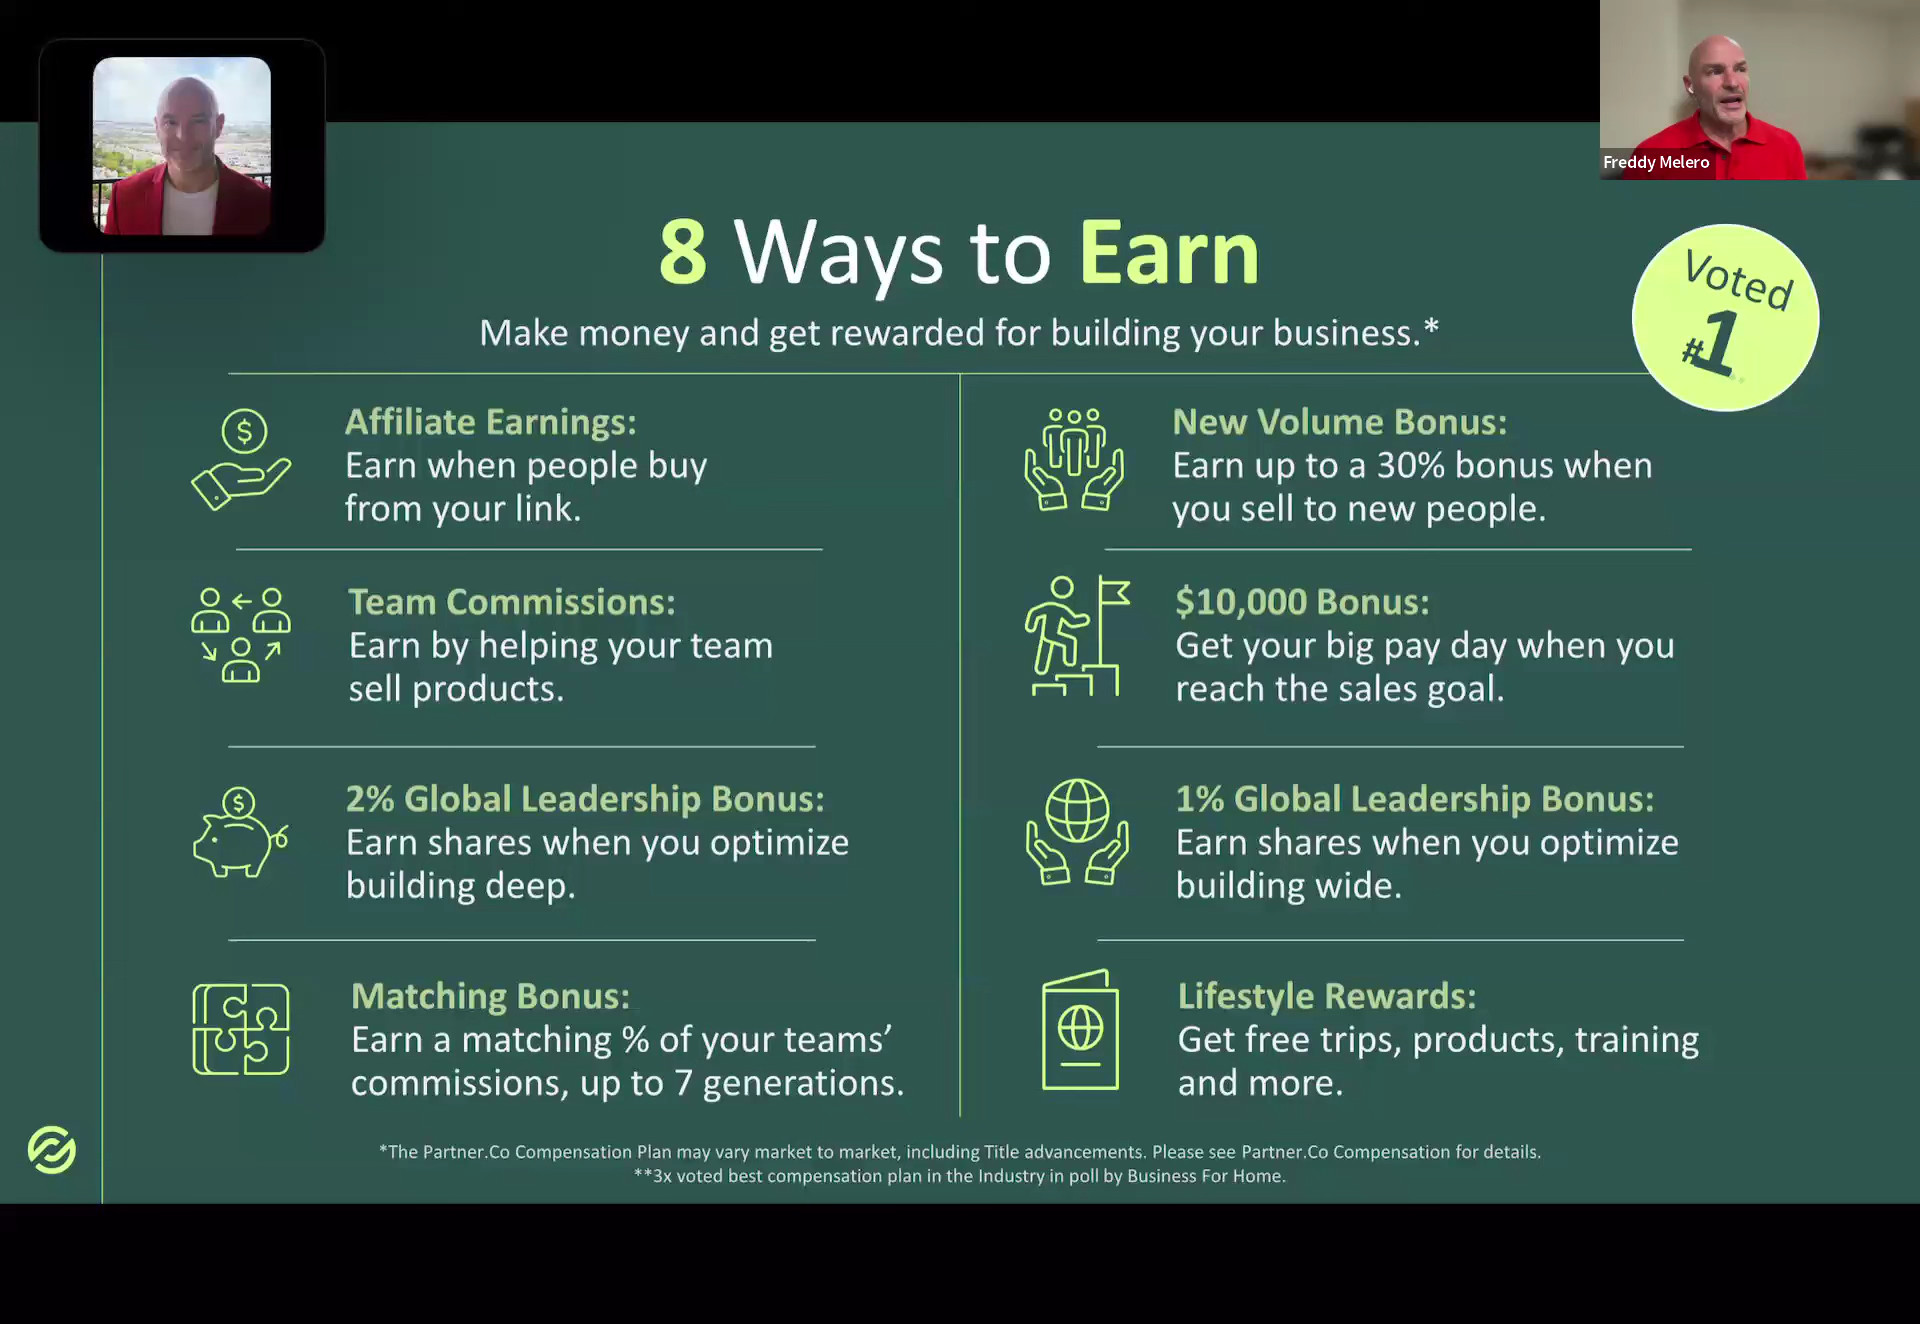 Freddy Melero
8 Ways to Earn
Make money and get rewarded for building your business.*
Voted
#1**
Affiliate Earnings:
Earn when people buy
from your link.
New Volume Bonus:
Earn up to a 30% bonus when
you sell to new people.
Team Commissions:
Earn by helping your team
sell products.
$10,000 Bonus:
Get your big pay day when you
reach the sales goal.
2% Global Leadership Bonus:
Earn shares when you optimize
building deep.
1% Global Leadership Bonus:
Earn shares when you optimize
building wide.
Matching Bonus:
Earn a matching % of your teams’
commissions, up to 7 generations.
Lifestyle Rewards:
Get free trips, products, training
and more.
*The Partner.Co Compensation Plan may vary market to market, including Title advancements. Please see Partner.Co Compensation for details.
**3x voted best compensation plan in the Industry in poll by Business For Home.